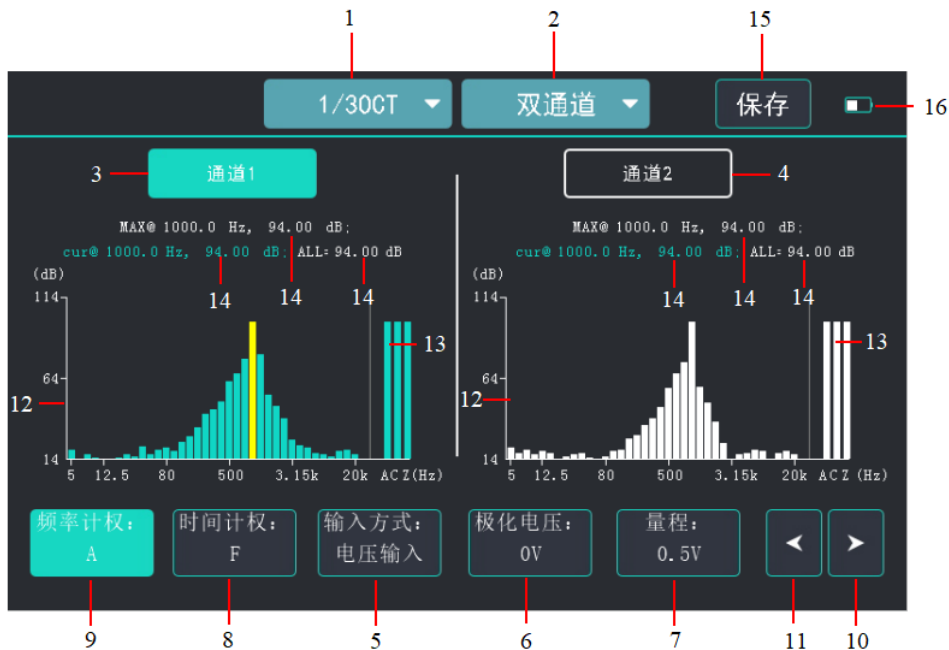 1 2 15
1/3OCT 双通道 保存 16
3 通道1 通道2 4
MAX@ 1000.0 Hz, 94.00 dB; MAX@ 1000.0 Hz, 94.00 dB;
cur@ 1000.0 Hz, 94.00 dB; ALL= 94.00 dB cur@ 1000.0 Hz, 94.00 dB; ALL= 94.00 dB
(dB) (dB)
114 14 14 14 114 14 14 14
13 13
64 64
12 12
14 5 12.5 80 500 3.15k 20k A C Z (Hz) 14 5 12.5 80 500 3.15k 20k A C Z (Hz)
频率计权: 时间计权: 输入方式: 极化电压: 量程:
A F 电压输入 0V 0.5V
9 8 5 6 7 11 10